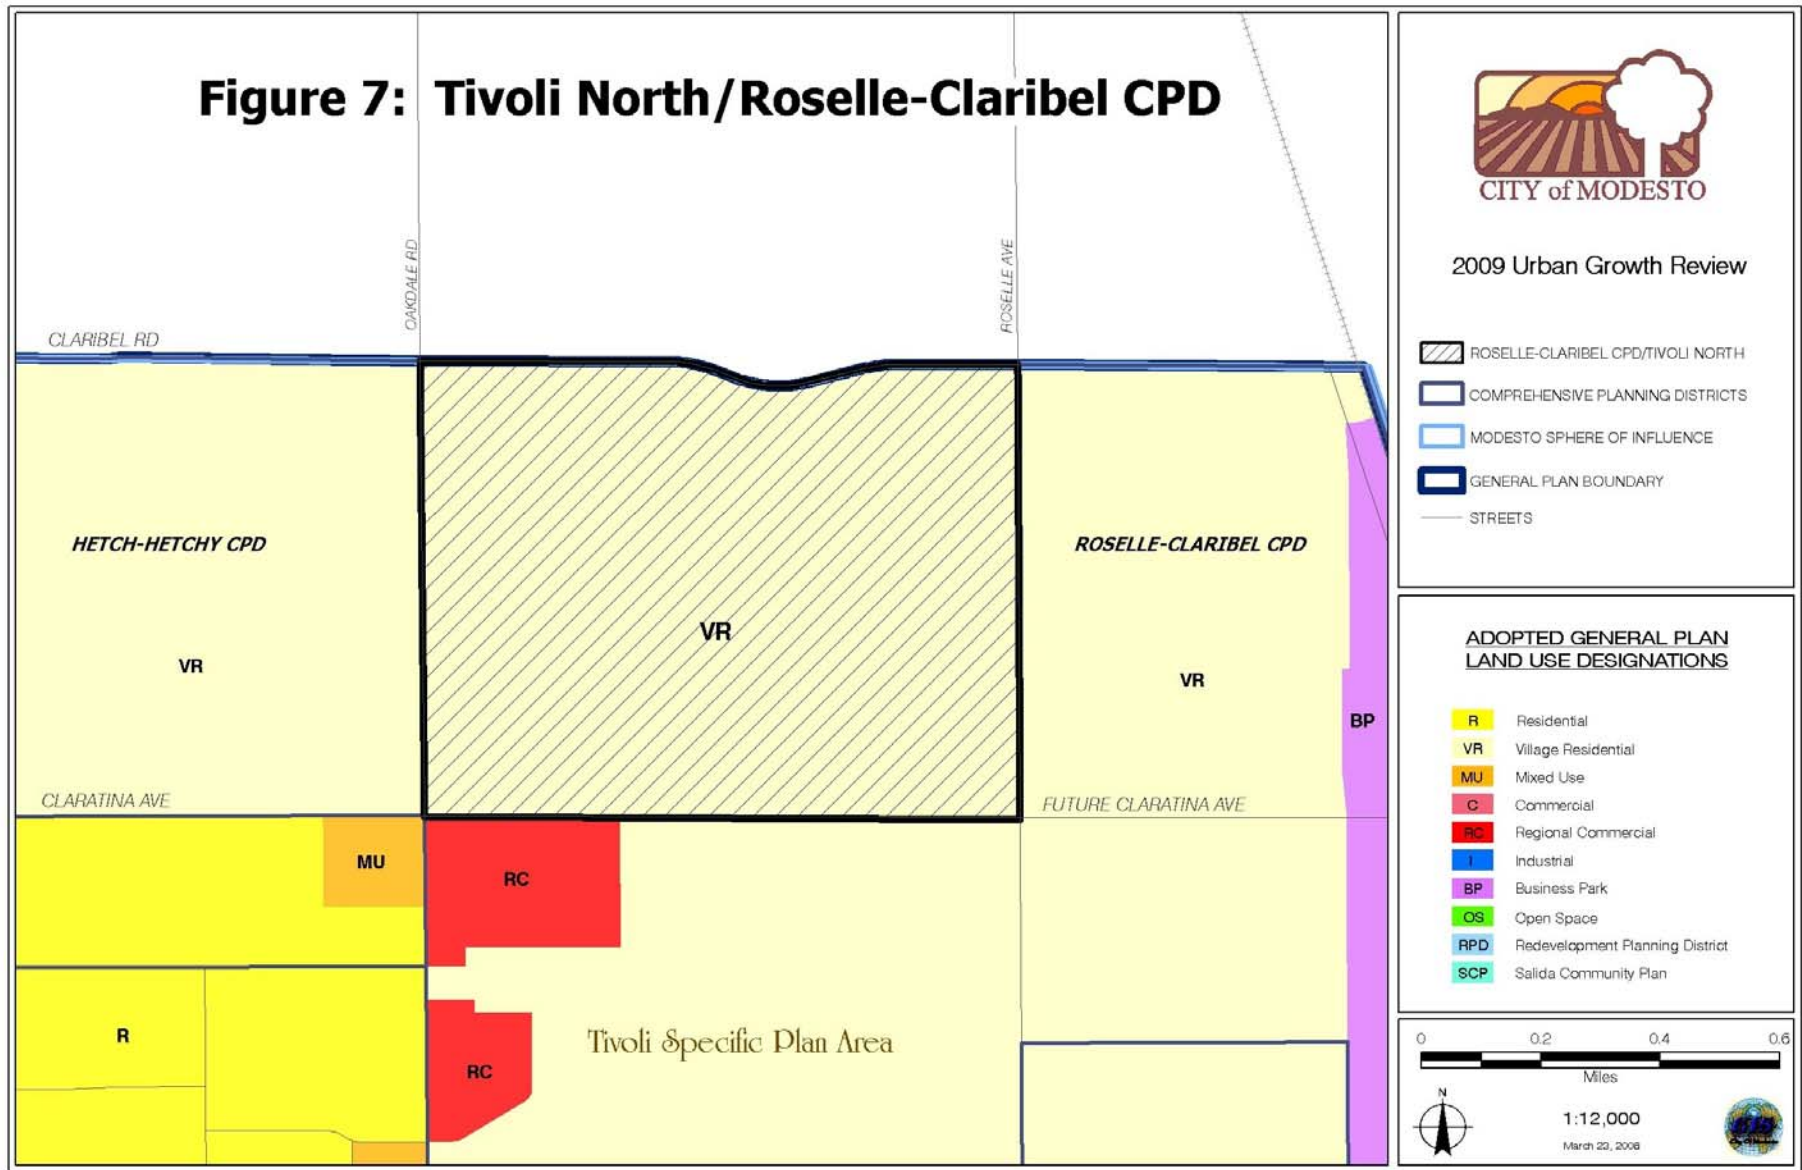 Figure 7: Tivoli North/Roselle-Claribel CPD
OAKDALE RD
ROSELLE AVE
CLARIBEL RD
HETCH-HETCHY CPD
ROSELLE-CLARIBEL CPD
VR
VR
VR
BP
CLARATINA AVE
FUTURE CLARATINA AVE
MU
RC
R
Tivoli Specific Plan Area
RC
CITY of MODESTO
2009 Urban Growth Review
ROSELLE-CLARIBEL CPD/TIVOLI NORTH
COMPREHENSIVE PLANNING DISTRICTS
MODESTO SPHERE OF INFLUENCE
GENERAL PLAN BOUNDARY
STREETS
ADOPTED GENERAL PLAN
LAND USE DESIGNATIONS
R Residential
VR Village Residential
MU Mixed Use
C Commercial
RC Regional Commercial
I Industrial
BP Business Park
OS Open Space
RPD Redevelopment Planning District
SCP Salida Community Plan
0 0.2 0.4 0.6
Miles
N
1:12,000
GIS